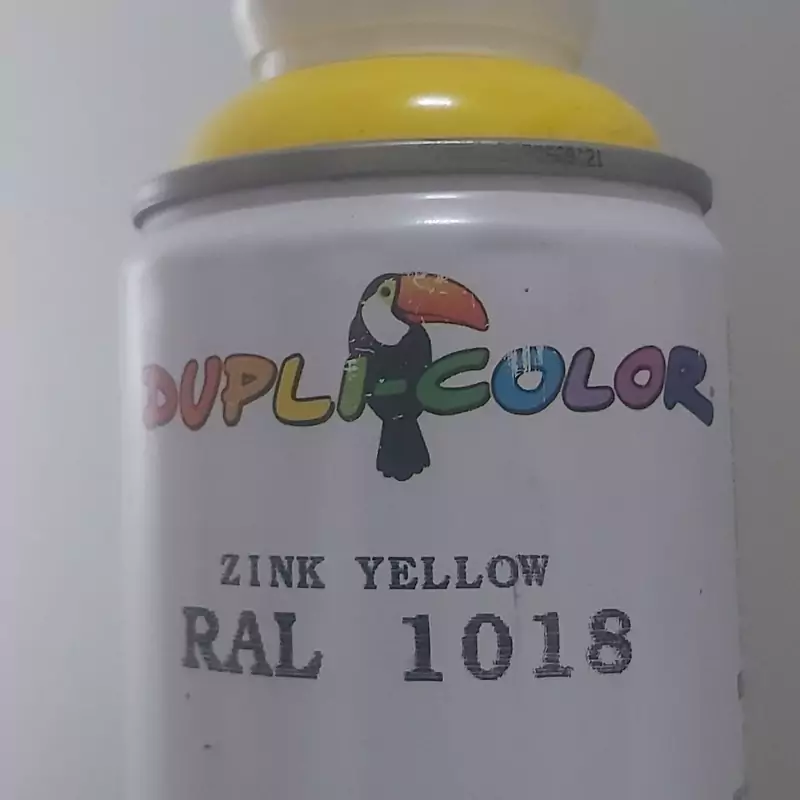 DUPLI-COLOR
ZINK YELLOW
RAL 1018